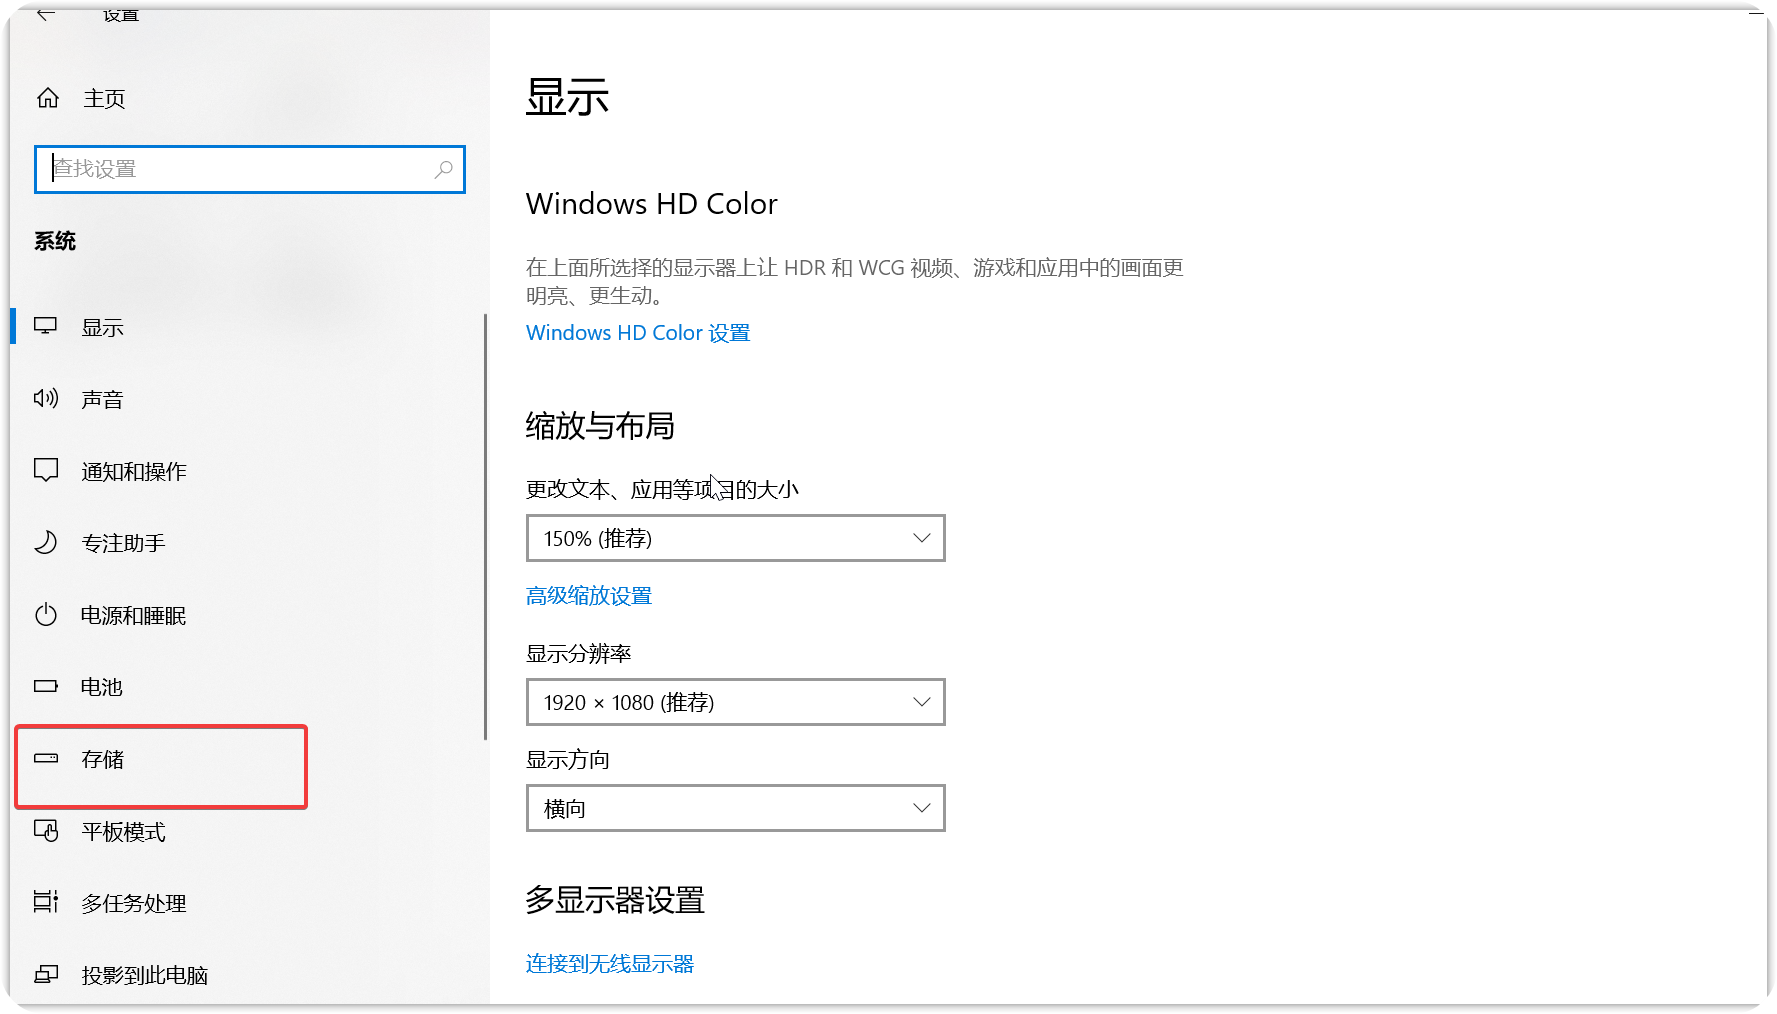 设置
主页
查找设置
系统
显示
声音
通知和操作
专注助手
电源和睡眠
电池
存储
平板模式
多任务处理
投影到此电脑
显示
Windows HD Color
在上面所选择的显示器上让 HDR 和 WCG 视频、游戏和应用中的画面更
明亮、更生动。
Windows HD Color 设置
缩放与布局
更改文本、应用等项目的大小
150% (推荐)
高级缩放设置
显示分辨率
1920 × 1080 (推荐)
显示方向
横向
多显示器设置
连接到无线显示器